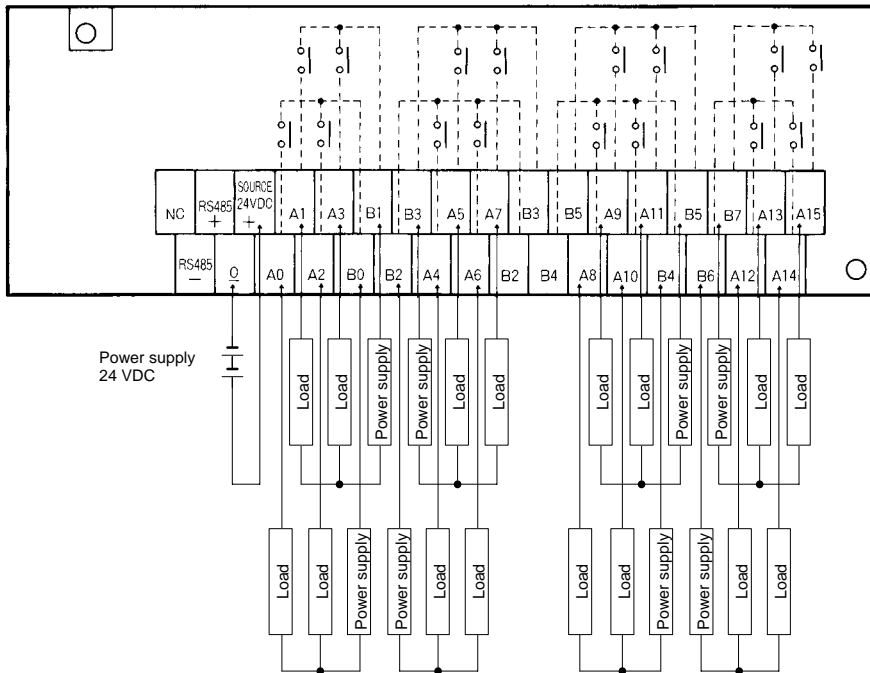 NC
RS485
+
SOURCE
24VDC
+
A1
A3
B1
B3
A5
A7
B3
B5
A9
A11
B5
B7
A13
A15
RS485
–
0
A0
A2
B0
B2
A4
A6
B2
B4
A8
A10
B4
B6
A12
A14
Power supply
24 VDC
Load
Load
Power supply
Power supply
Load
Load
Load
Load
Power supply
Power supply
Load
Load
Load
Load
Power supply
Power supply
Load
Load
Load
Load
Power supply
Power supply
Load
Load